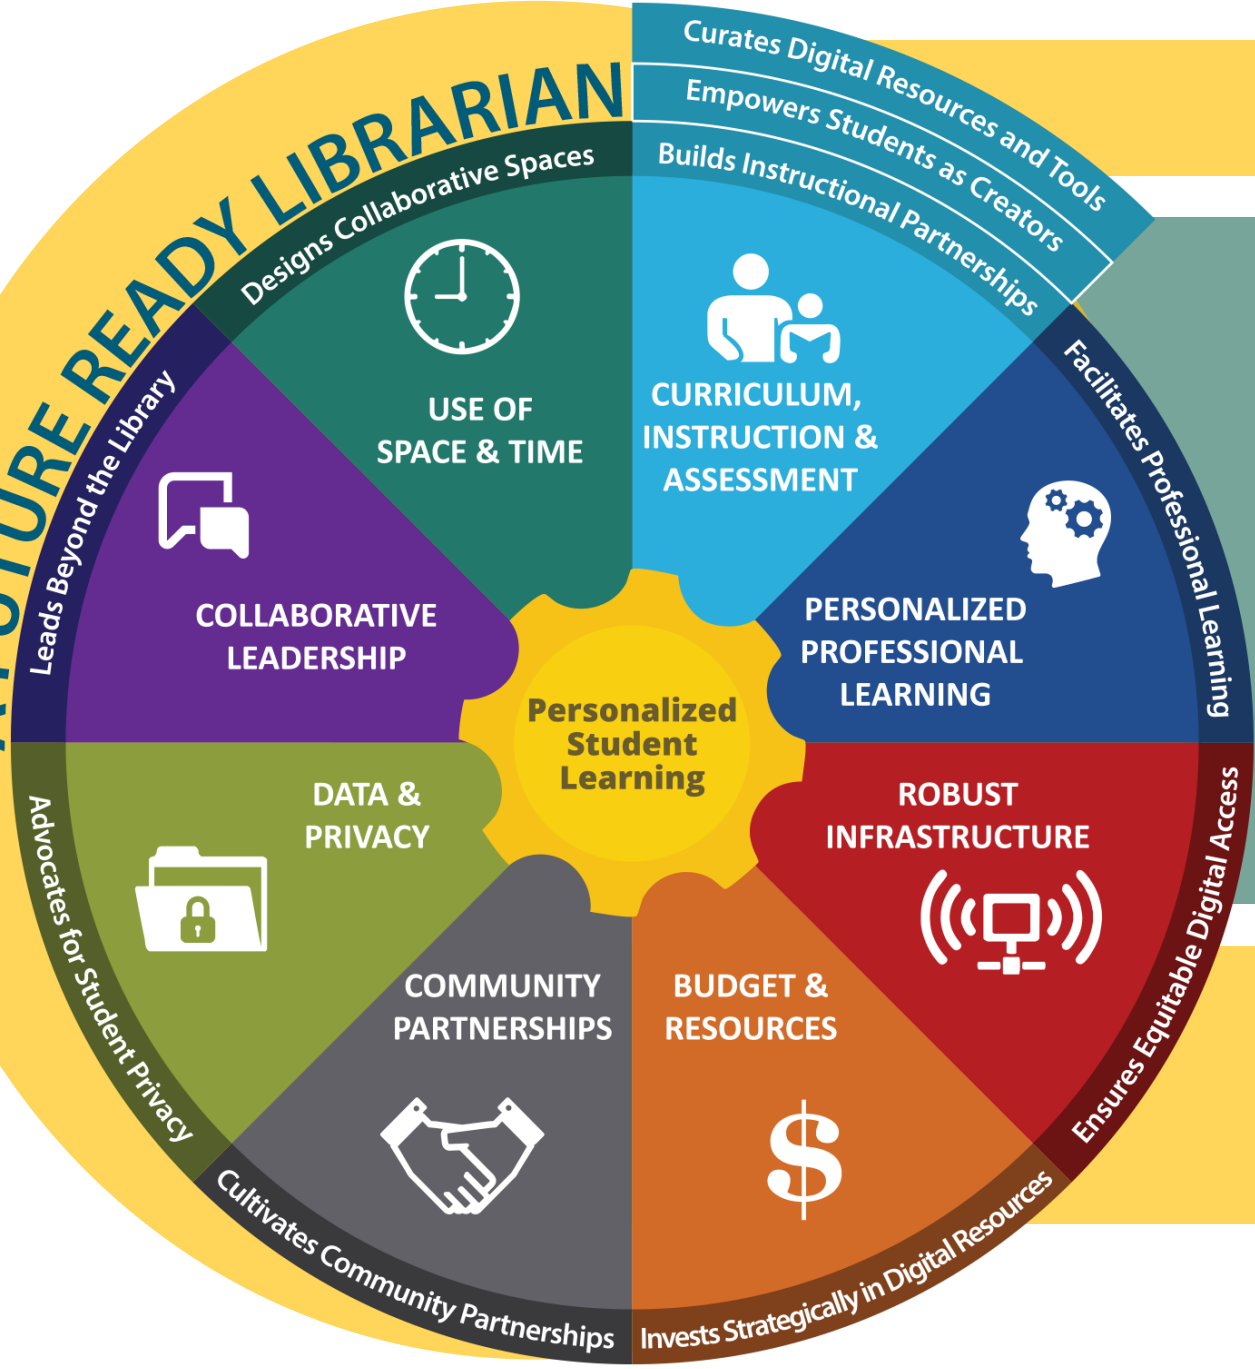 FUTURE READY LIBRARIAN
Curates Digital Resources and Tools
Empowers Students as Creators
Builds Instructional Partnerships
CURRICULUM,
INSTRUCTION &
ASSESSMENT
Facilitates Professional Learning
PERSONALIZED
PROFESSIONAL
LEARNING
Ensures Equitable Digital Access
ROBUST
INFRASTRUCTURE
Invests Strategically in Digital Resources
BUDGET &
RESOURCES
$
Cultivates Community Partnerships
COMMUNITY
PARTNERSHIPS
Advocates for Student Privacy
DATA &
PRIVACY
Leads Beyond the Library
COLLABORATIVE
LEADERSHIP
Designs Collaborative Spaces
USE OF
SPACE & TIME
Personalized
Student
Learning